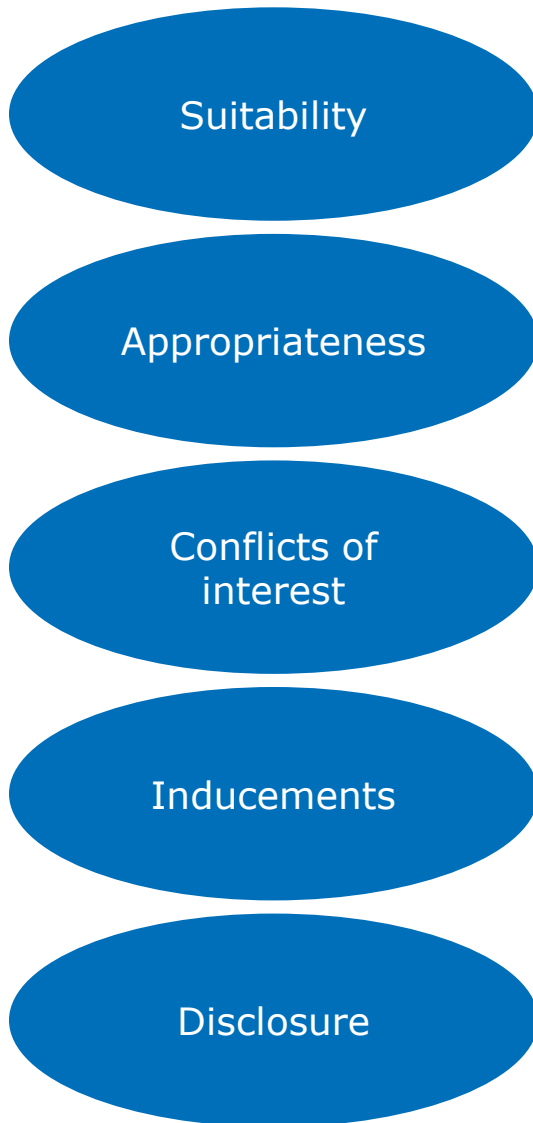 Suitability
Appropriateness
Conflicts of
interest
Inducements
Disclosure